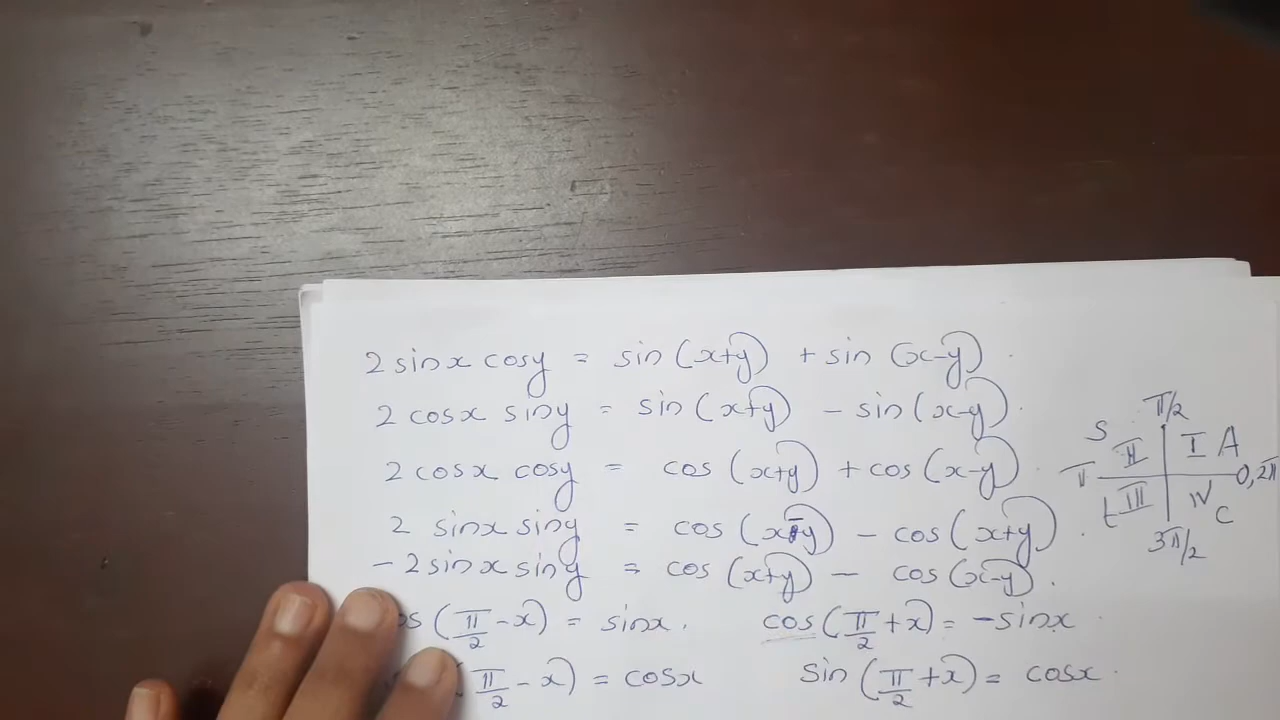 2 sinx cosy = sin (x+y) + sin (x-y).
2 cosx siny = sin (x+y) - sin (x-y).
2 cosx cosy = cos (x+y) + cos (x-y).
2 sinx siny = cos (x-y) - cos (x+y).
- 2 sinx siny = cos (x+y) - cos (x-y).
os (π/2 - x) = sinx. cos (π/2 + x) = -sinx.
(π/2 - x) = cosx sin (π/2 + x) = cosx.
π/2
S II I A
π 0, 2π
t III IV C
3π/2